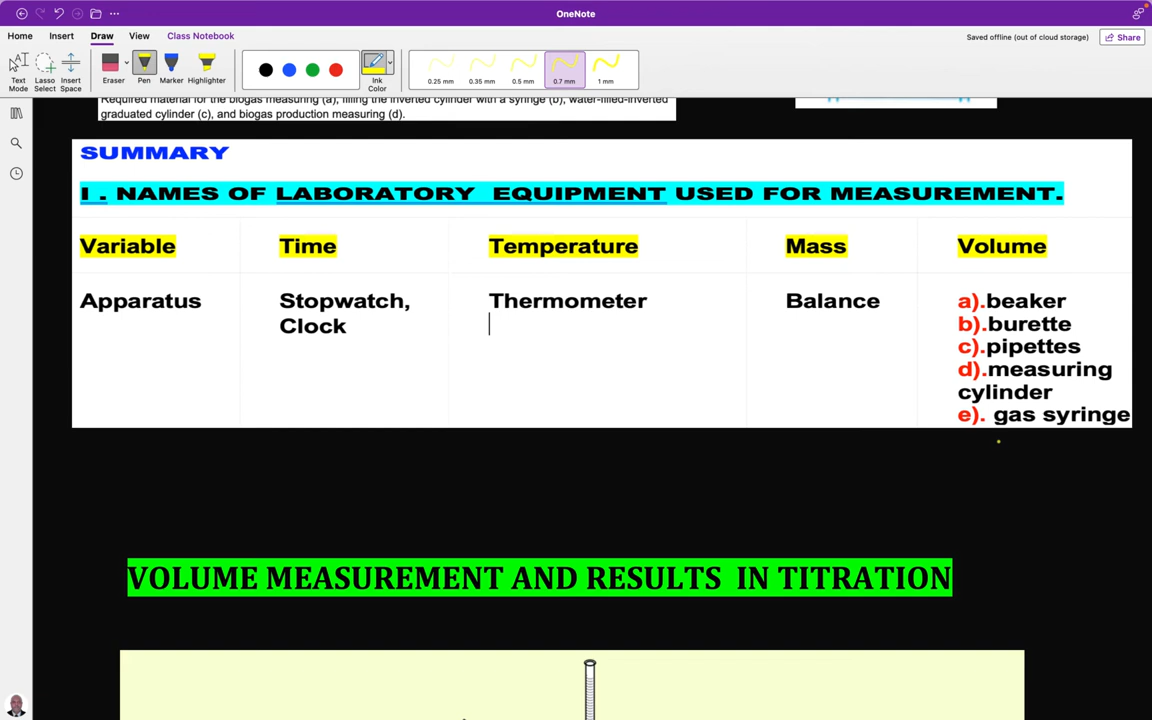 OneNote
Home Insert Draw View Class Notebook
Saved offline (out of cloud storage)
Share
Text Mode
Lasso Select
Insert Space
Eraser
Pen
Marker
Highlighter
Ink Color
0.25 mm
0.35 mm
0.5 mm
0.7 mm
1 mm
Required material for the biogas measuring (a), filling the inverted cylinder with a syringe (b), water-filled-inverted
graduated cylinder (c), and biogas production measuring (d).
SUMMARY
I . NAMES OF LABORATORY EQUIPMENT USED FOR MEASUREMENT.
Variable Time Temperature Mass Volume
Apparatus Stopwatch, Thermometer Balance a).beaker
Clock b).burette
c).pipettes
d).measuring
cylinder
e). gas syringe
VOLUME MEASUREMENT AND RESULTS IN TITRATION